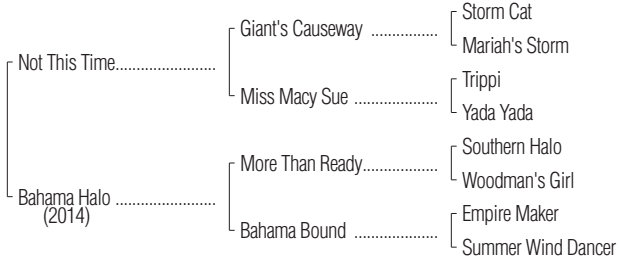 Storm Cat
Giant's Causeway ................
Mariah's Storm
Not This Time.......................
Trippi
Miss Macy Sue ....................
Yada Yada
Southern Halo
More Than Ready..................
Woodman's Girl
Bahama Halo .......................
(2014)
Empire Maker
Bahama Bound ....................
Summer Wind Dancer